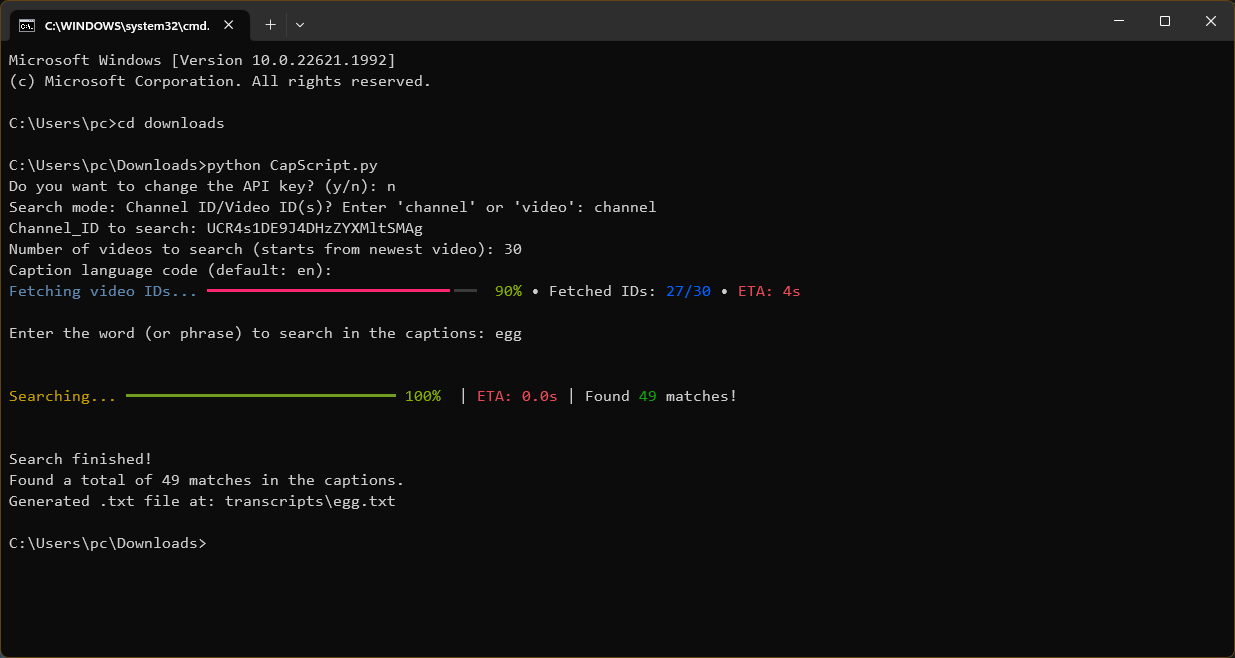 C:\WINDOWS\system32\cmd.
Microsoft Windows [Version 10.0.22621.1992]
(c) Microsoft Corporation. All rights reserved.
C:\Users\pc>cd downloads
C:\Users\pc\Downloads>python CapScript.py
Do you want to change the API key? (y/n): n
Search mode: Channel ID/Video ID(s)? Enter 'channel' or 'video': channel
Channel_ID to search: UCR4s1DE9J4DHzZYXMltSMAg
Number of videos to search (starts from newest video): 30
Caption language code (default: en):
Fetching video IDs... 90% • Fetched IDs: 27/30 • ETA: 4s
Enter the word (or phrase) to search in the captions: egg
Searching... 100% | ETA: 0.0s | Found 49 matches!
Search finished!
Found a total of 49 matches in the captions.
Generated .txt file at: transcripts\egg.txt
C:\Users\pc\Downloads>